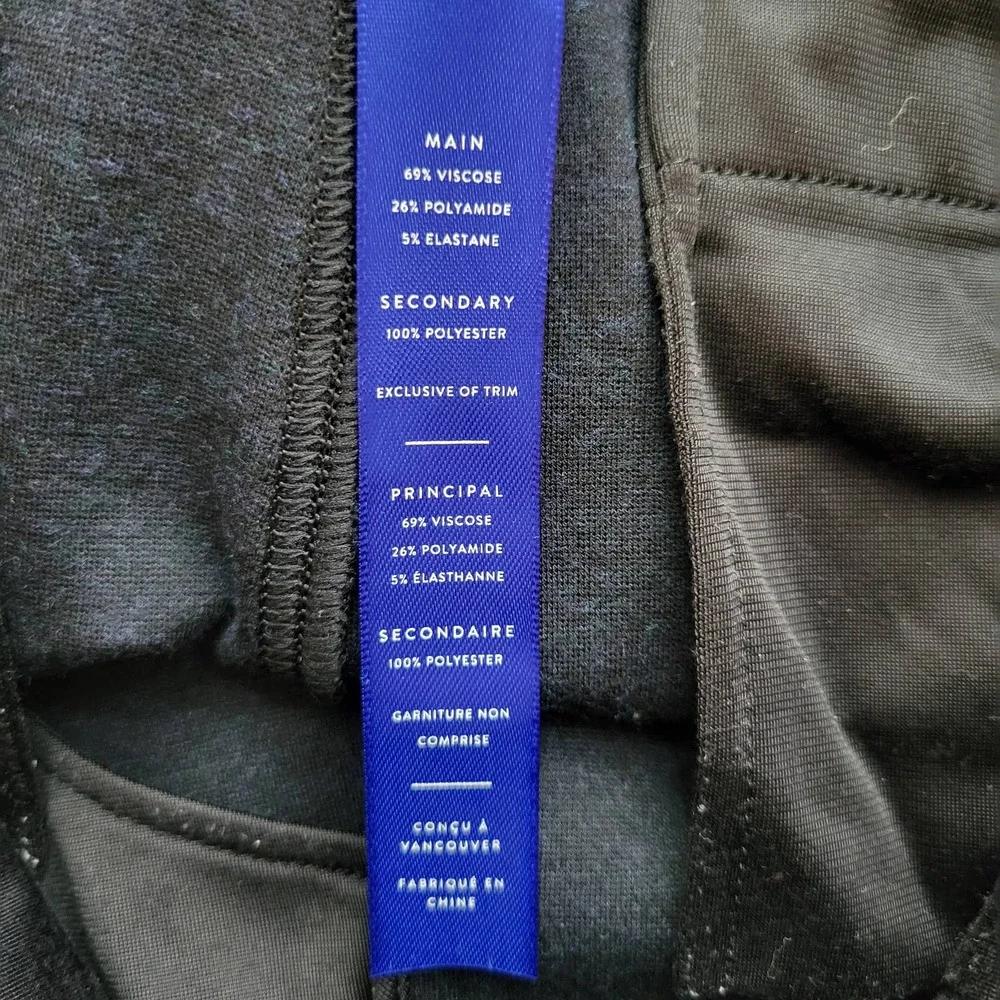 MAIN
69% VISCOSE
26% POLYAMIDE
5% ELASTANE
SECONDARY
100% POLYESTER
EXCLUSIVE OF TRIM
PRINCIPAL
69% VISCOSE
26% POLYAMIDE
5% ÉLASTHANNE
SECONDAIRE
100% POLYESTER
GARNITURE NON
COMPRISE
CONÇU À
VANCOUVER
FABRIQUÉ EN
CHINE